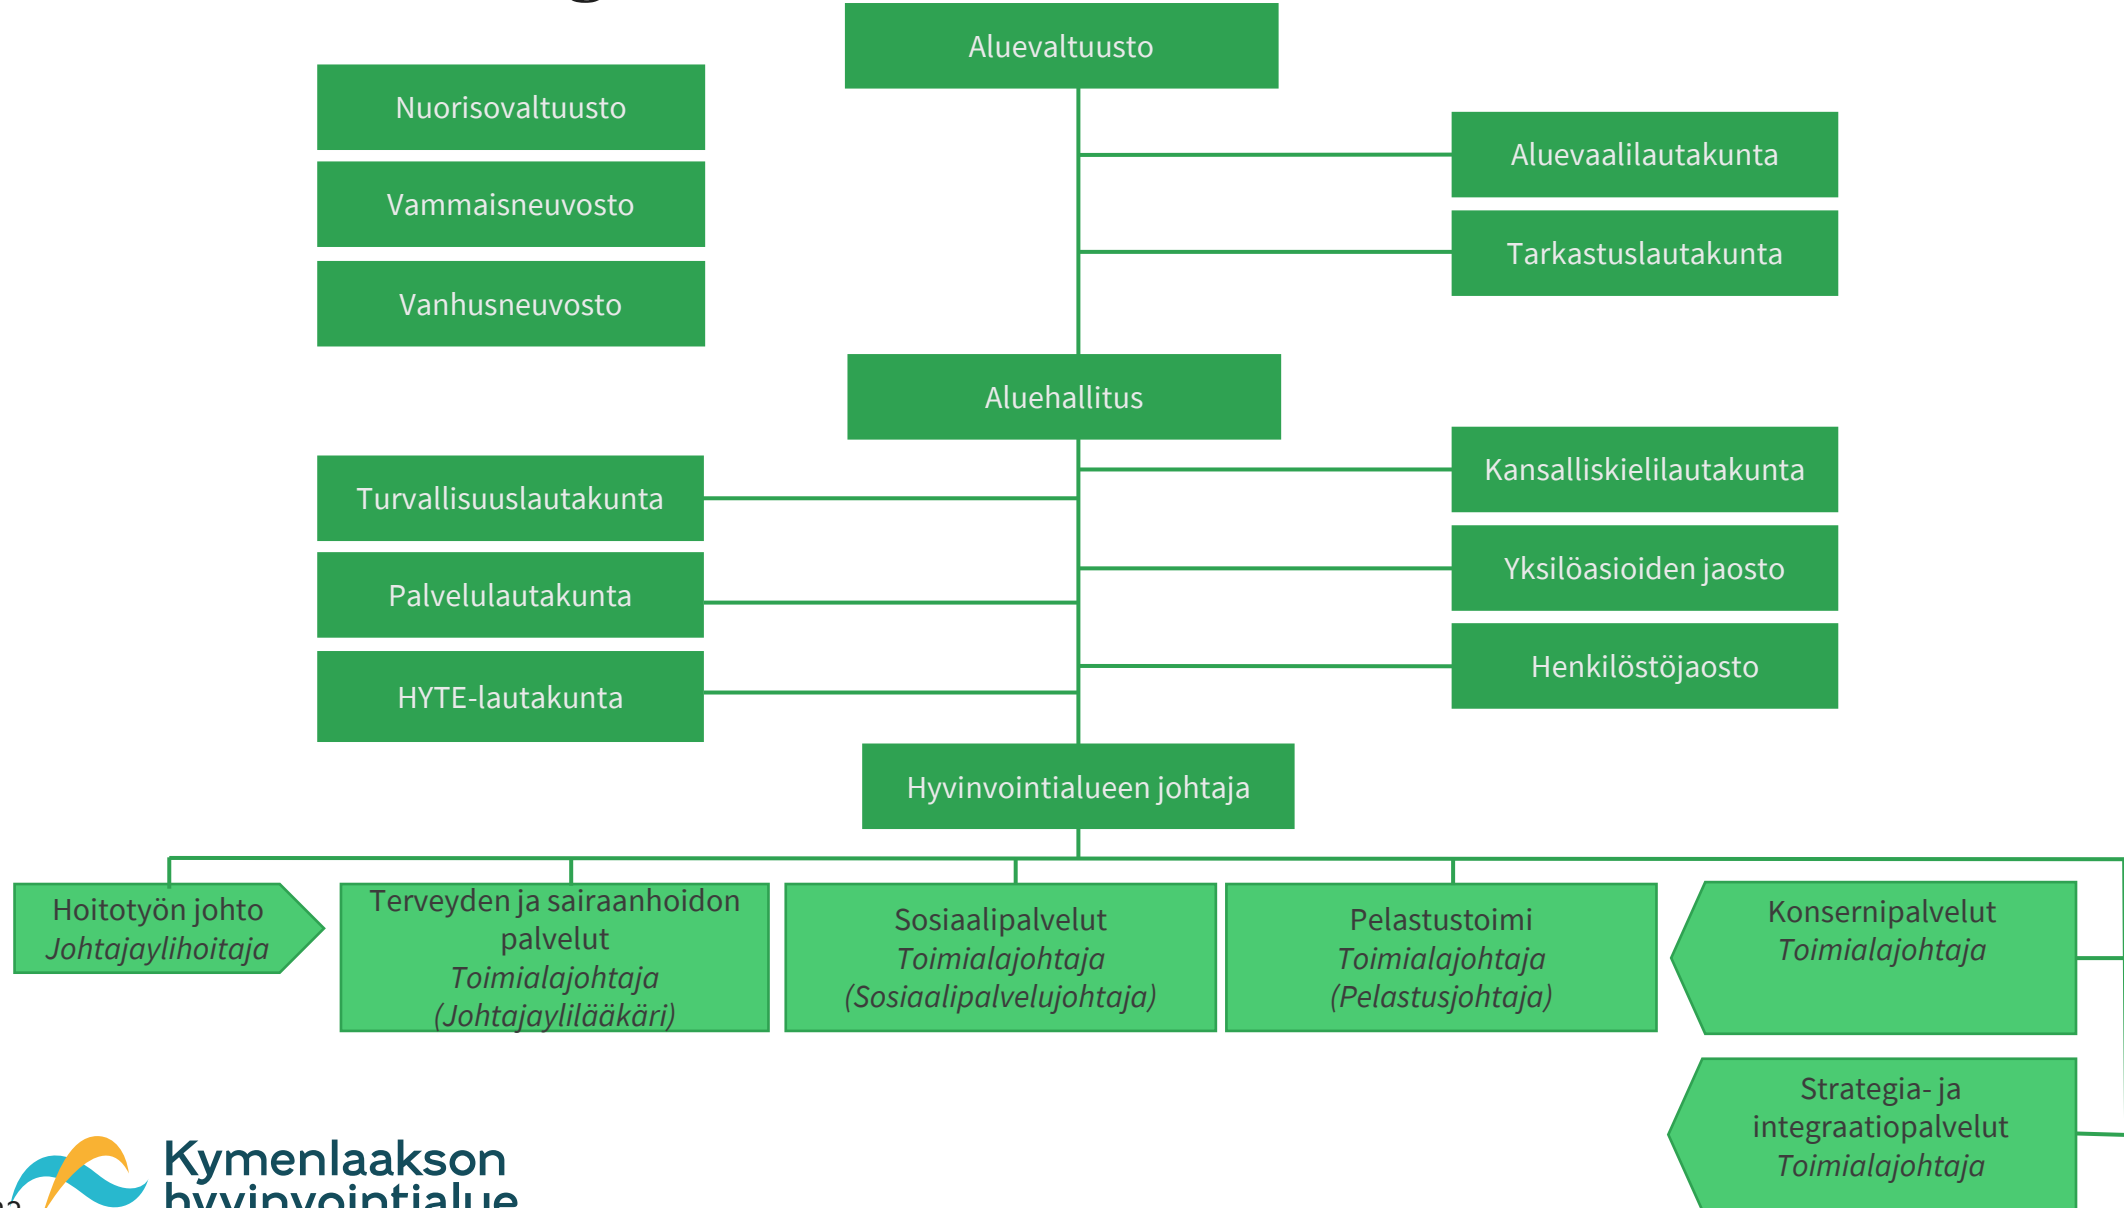 Aluevaltuusto
Nuorisovaltuusto
Vammaisneuvosto
Vanhusneuvosto
Aluevaalilautakunta
Tarkastuslautakunta
Aluehallitus
Turvallisuuslautakunta
Palvelulautakunta
HYTE-lautakunta
Kansalliskielilautakunta
Yksilöasioiden jaosto
Henkilöstöjaosto
Hyvinvointialueen johtaja
Hoitotyön johto
Johtajaylihoitaja
Terveyden ja sairaanhoidon
palvelut
Toimialajohtaja
(Johtajaylilääkäri)
Sosiaalipalvelut
Toimialajohtaja
(Sosiaalipalvelujohtaja)
Pelastustoimi
Toimialajohtaja
(Pelastusjohtaja)
Konsernipalvelut
Toimialajohtaja
Strategia- ja
integraatiopalvelut
Toimialajohtaja
Kymenlaakson
hyvinvointialue